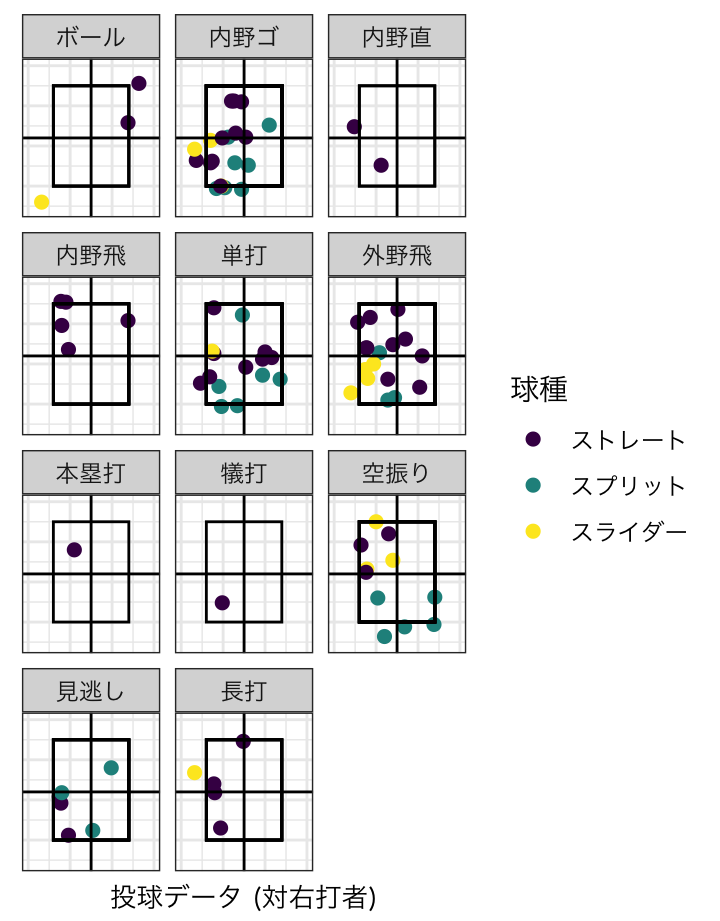 ボール
内野ゴ
内野直
内野飛
単打
外野飛
本塁打
犠打
空振り
見逃し
長打
球種
ストレート
スプリット
スライダー
投球データ (対右打者)